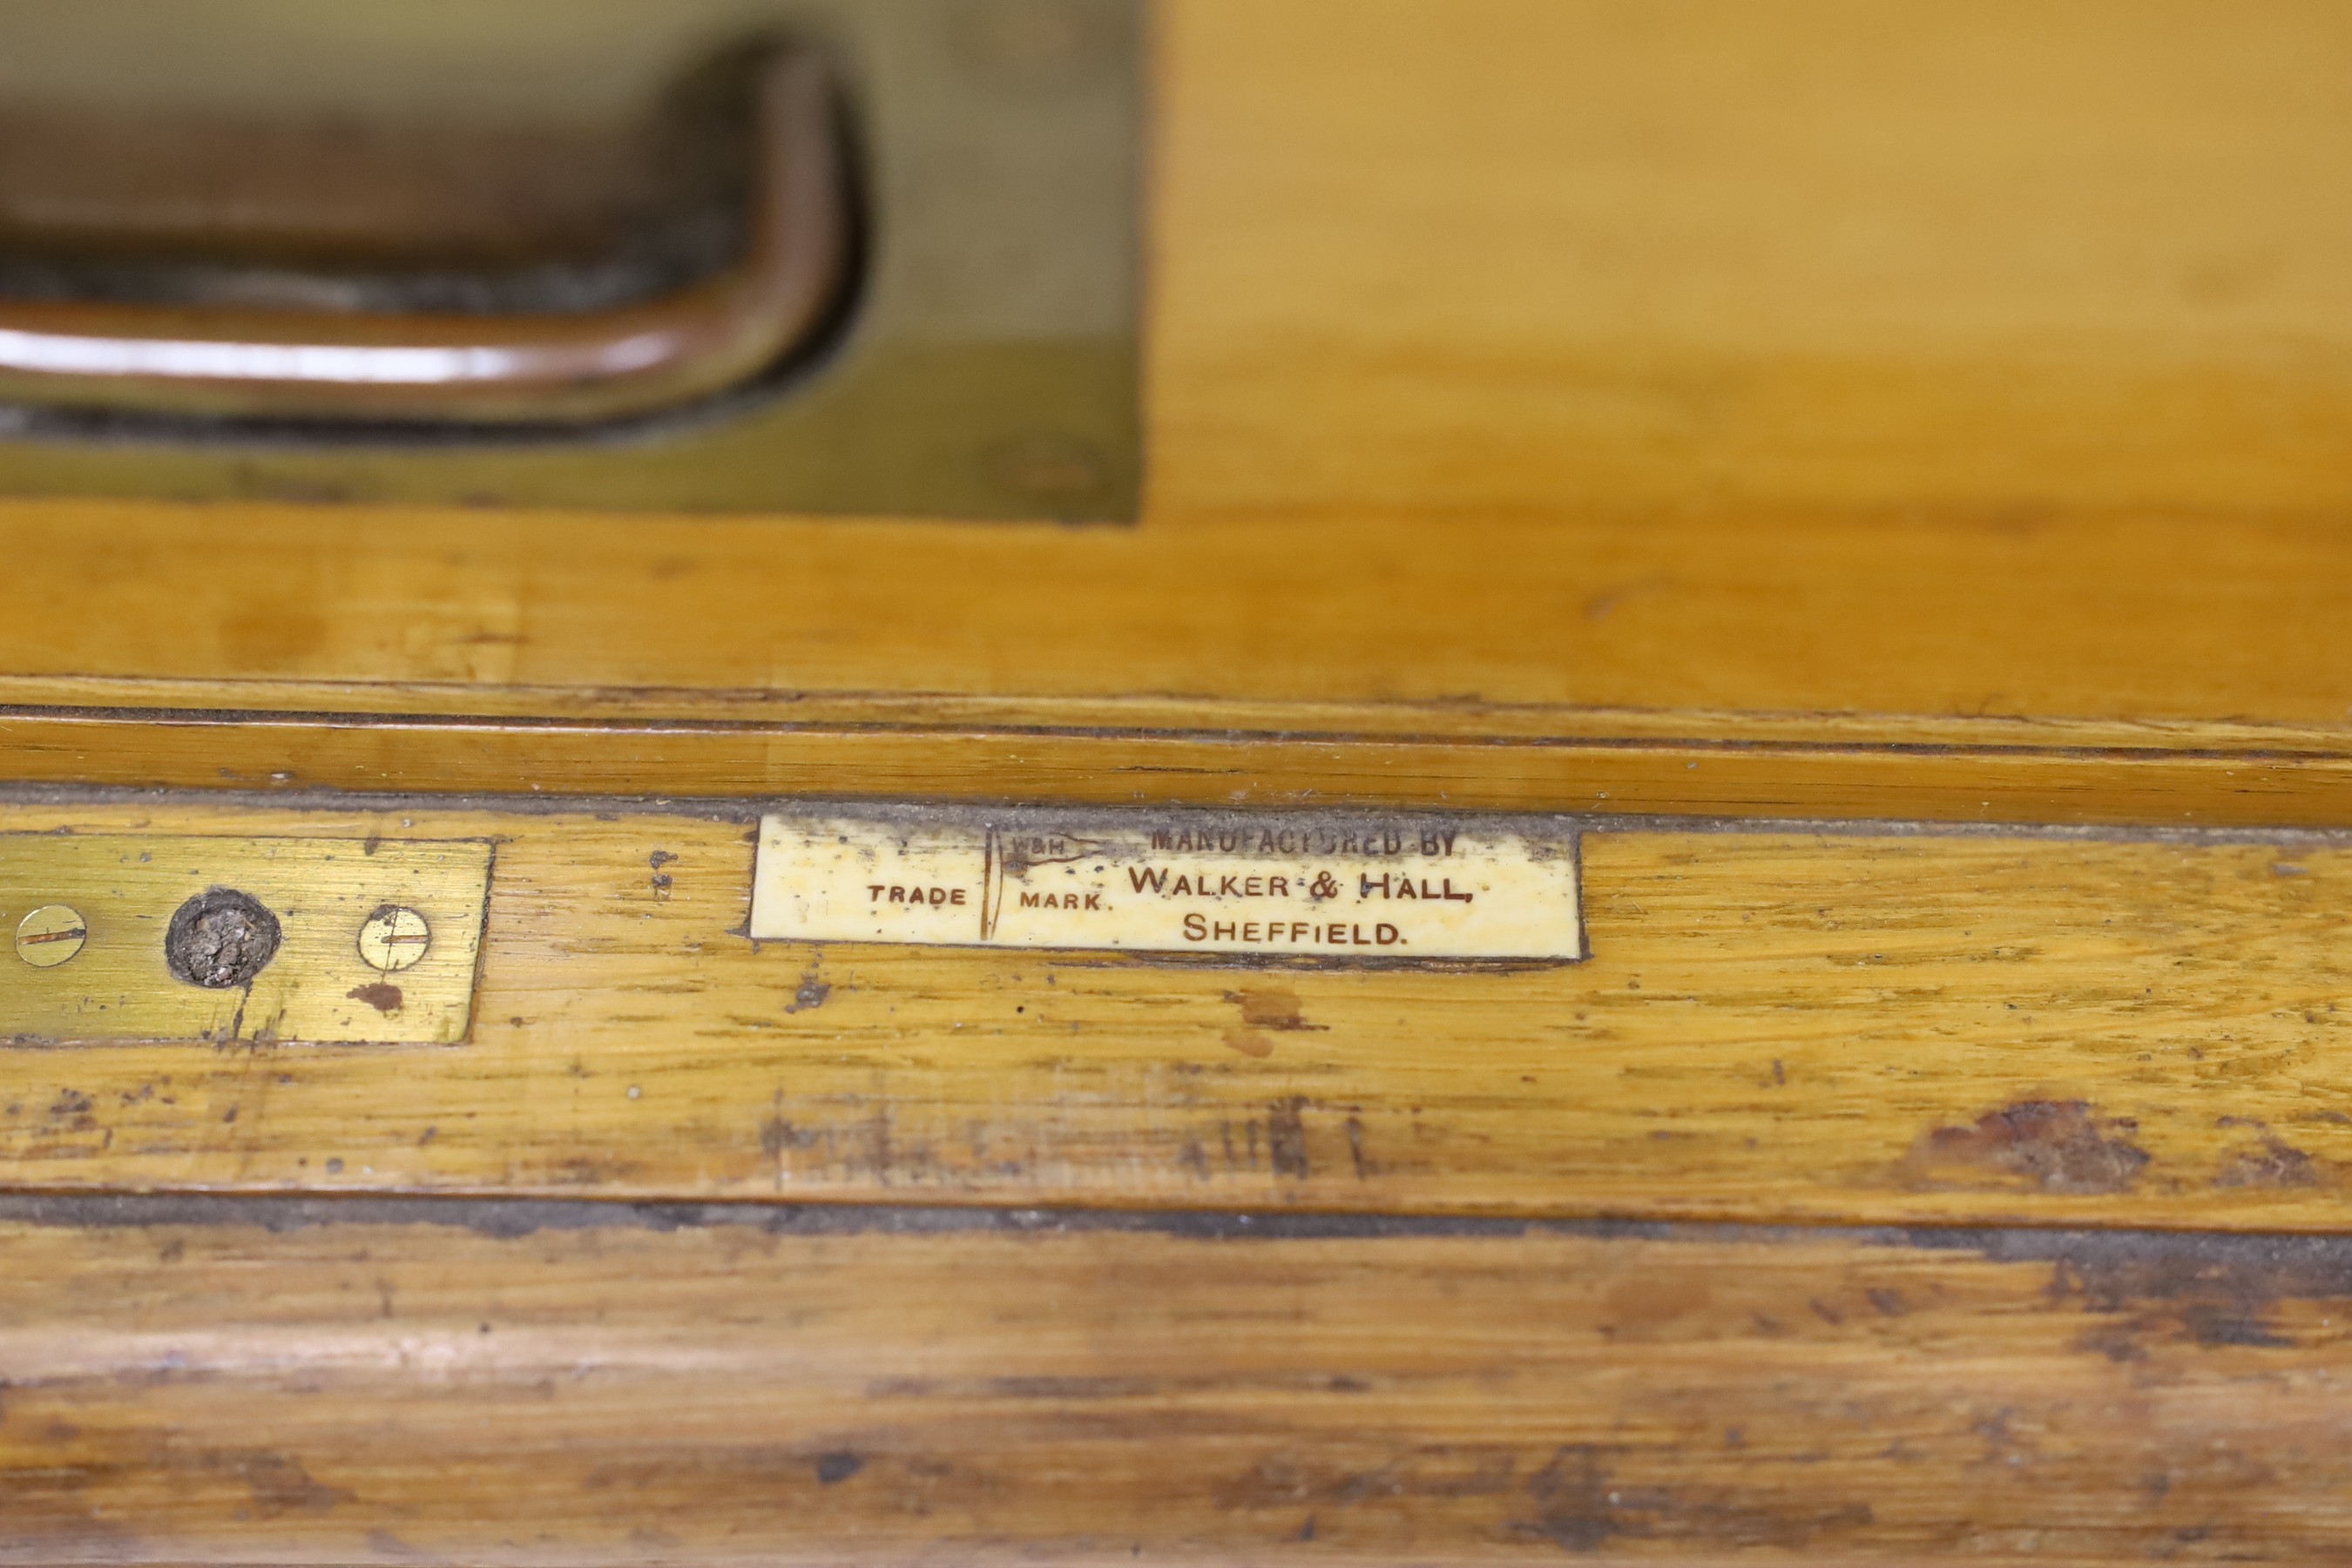 W&H
TRADE MARK.
MANUFACTURED BY
WALKER & HALL,
SHEFFIELD.